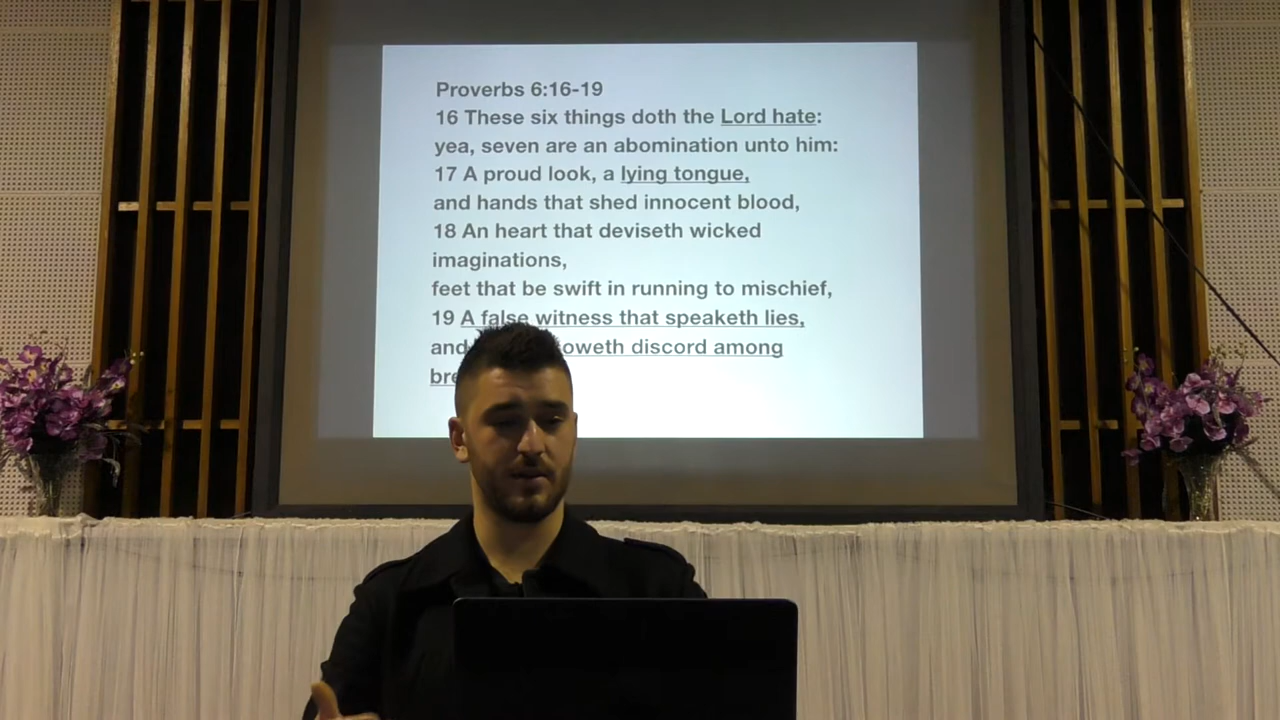 Proverbs 6:16-19
16 These six things doth the Lord hate:
yea, seven are an abomination unto him:
17 A proud look, a lying tongue,
and hands that shed innocent blood,
18 An heart that deviseth wicked
imaginations,
feet that be swift in running to mischief,
19 A false witness that speaketh lies,
and oweth discord among
bre